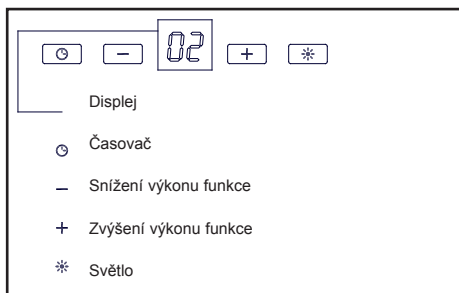 02
Displej
Časovač
Snížení výkonu funkce
Zvýšení výkonu funkce
Světlo